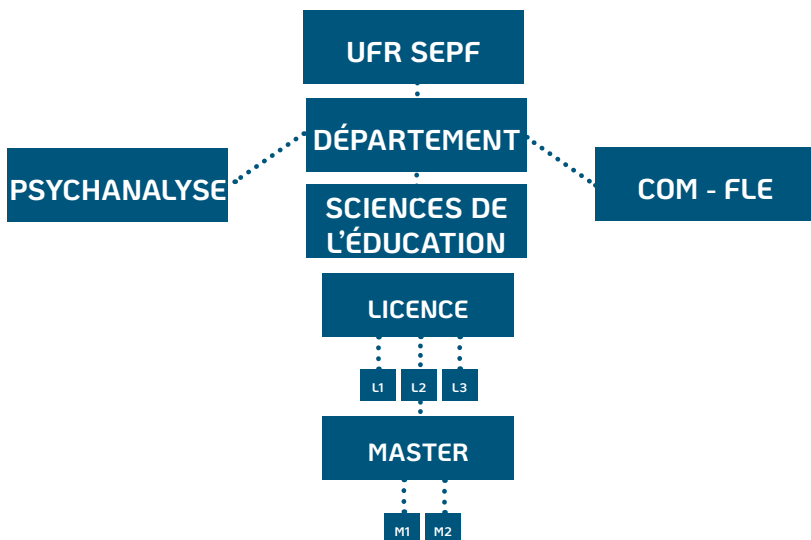 UFR SEPF
DÉPARTEMENT
PSYCHANALYSE
COM - FLE
SCIENCES DE
L'ÉDUCATION
LICENCE
L1 L2 L3
MASTER
M1 M2